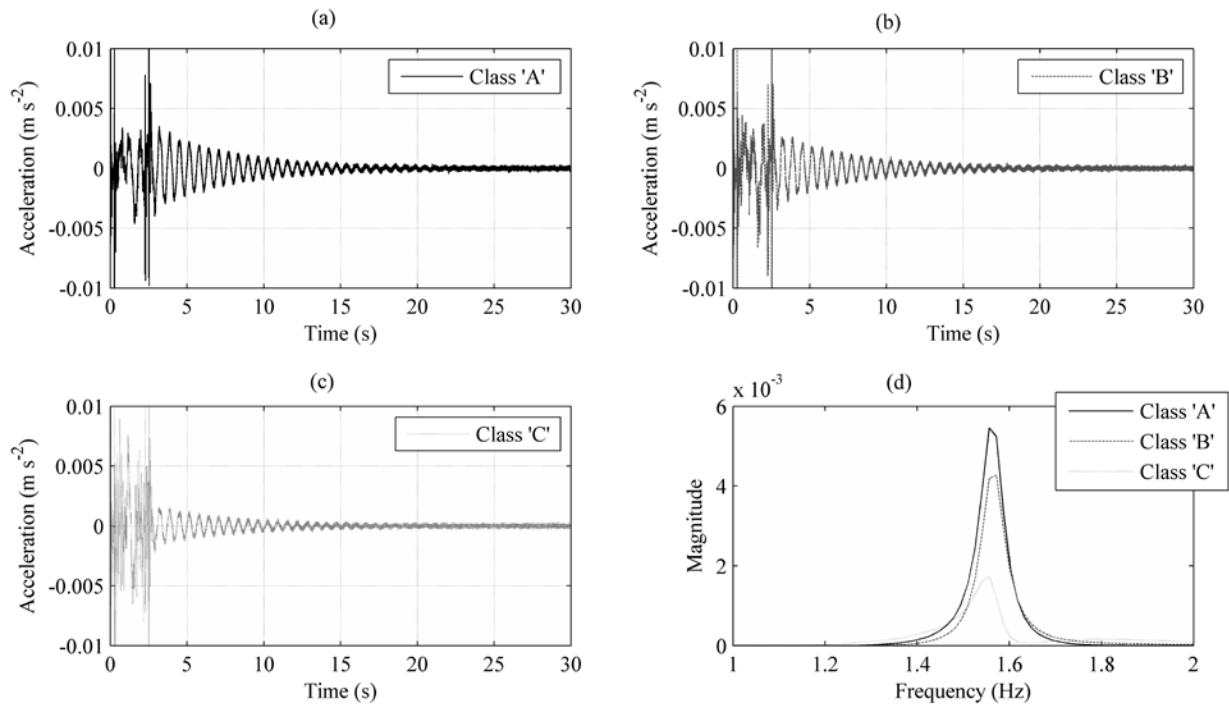 (a)
Acceleration (m s⁻²)
0.01
0.005
0
-0.005
-0.01
Class 'A'
0 5 10 15 20 25 30
Time (s)
(b)
Acceleration (m s⁻²)
0.01
0.005
0
-0.005
-0.01
Class 'B'
0 5 10 15 20 25 30
Time (s)
(c)
Acceleration (m s⁻²)
0.01
0.005
0
-0.005
-0.01
Class 'C'
0 5 10 15 20 25 30
Time (s)
(d)
x 10⁻³
Magnitude
6
4
2
0
Class 'A'
Class 'B'
Class 'C'
1 1.2 1.4 1.6 1.8 2
Frequency (Hz)